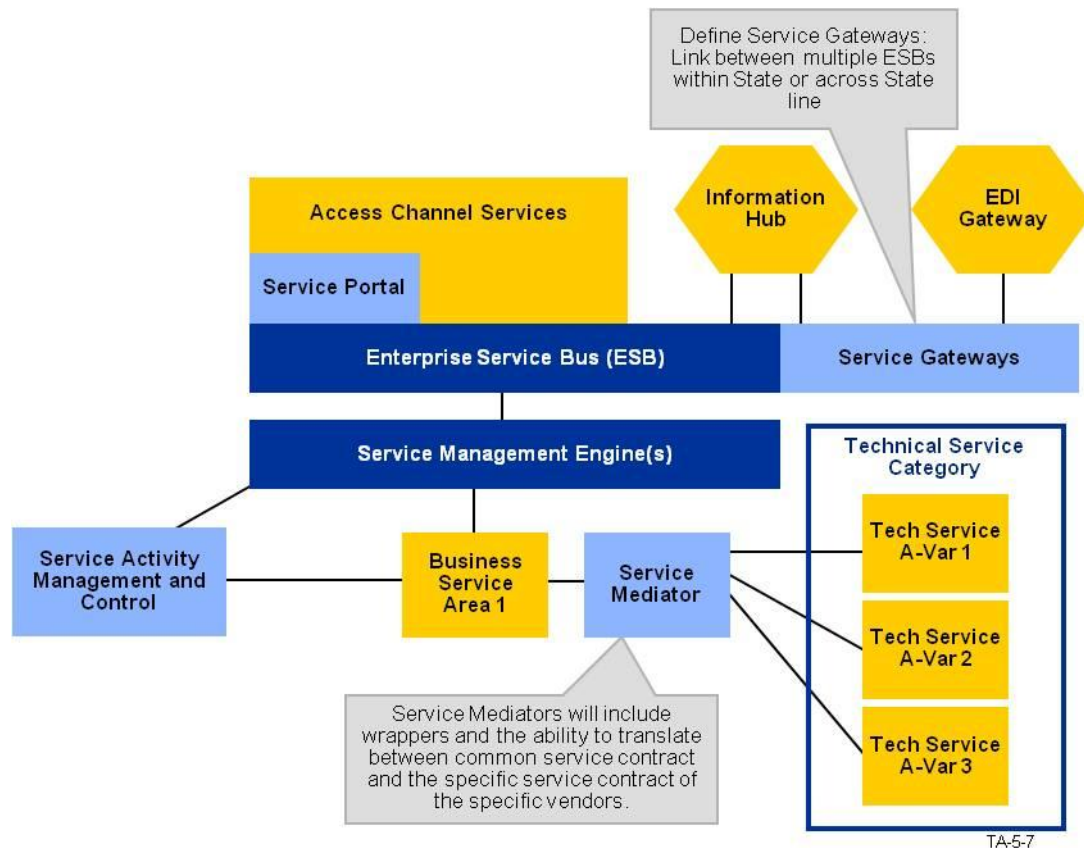 Define Service Gateways:
Link between multiple ESBs
within State or across State
line
Access Channel Services
Information
Hub
EDI
Gateway
Service Portal
Enterprise Service Bus (ESB)
Service Gateways
Service Management Engine(s)
Technical Service
Category
Service Activity
Management and
Control
Business
Service
Area 1
Service
Mediator
Tech Service
A-Var 1
Tech Service
A-Var 2
Tech Service
A-Var 3
Service Mediators will include
wrappers and the ability to translate
between common service contract
and the specific service contract of
the specific vendors.
TA-5-7